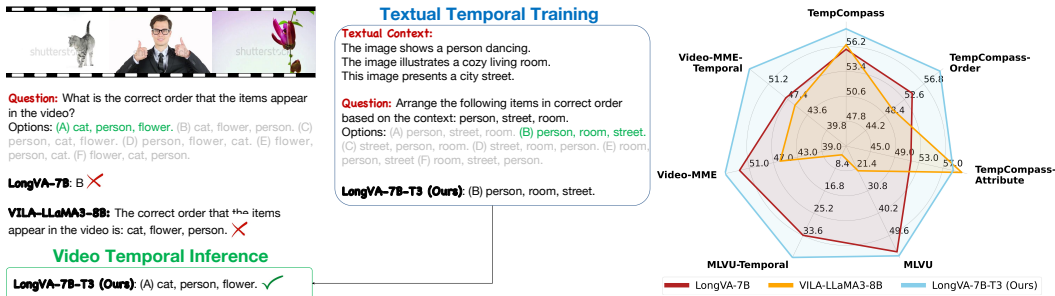 shutterstock
shutterst
Question: What is the correct order that the items appear
in the video?
Options: (A) cat, person, flower. (B) cat, flower, person. (C)
person, cat, flower. (D) person, flower, cat. (E) flower,
person, cat. (F) flower, cat, person.
LongVA-7B: B
VILA-LLaMA3-8B: The correct order that the items
appear in the video is: cat, flower, person.
Video Temporal Inference
LongVA-7B-T3 (Ours): (A) cat, person, flower.
Textual Temporal Training
Textual Context:
The image shows a person dancing.
The image illustrates a cozy living room.
This image presents a city street.
Question: Arrange the following items in correct order
based on the context: person, street, room.
Options: (A) person, street, room. (B) person, room, street.
(C) street, person, room. (D) street, room, person. (E) room,
person, street (F) room, street, person.
LongVA-7B-T3 (Ours): (B) person, room, street.
TempCompass
TempCompass-
Order
TempCompass-
Attribute
MLVU
MLVU-Temporal
Video-MME
Video-MME-
Temporal
56.2
53.4
50.6
47.8
56.8
52.6
48.4
44.2
57.0
53.0
49.0
45.0
49.6
40.2
30.8
21.4
33.6
25.2
16.8
8.4
51.0
47.0
43.0
39.0
51.2
47.4
43.6
39.8
LongVA-7B
VILA-LLaMA3-8B
LongVA-7B-T3 (Ours)